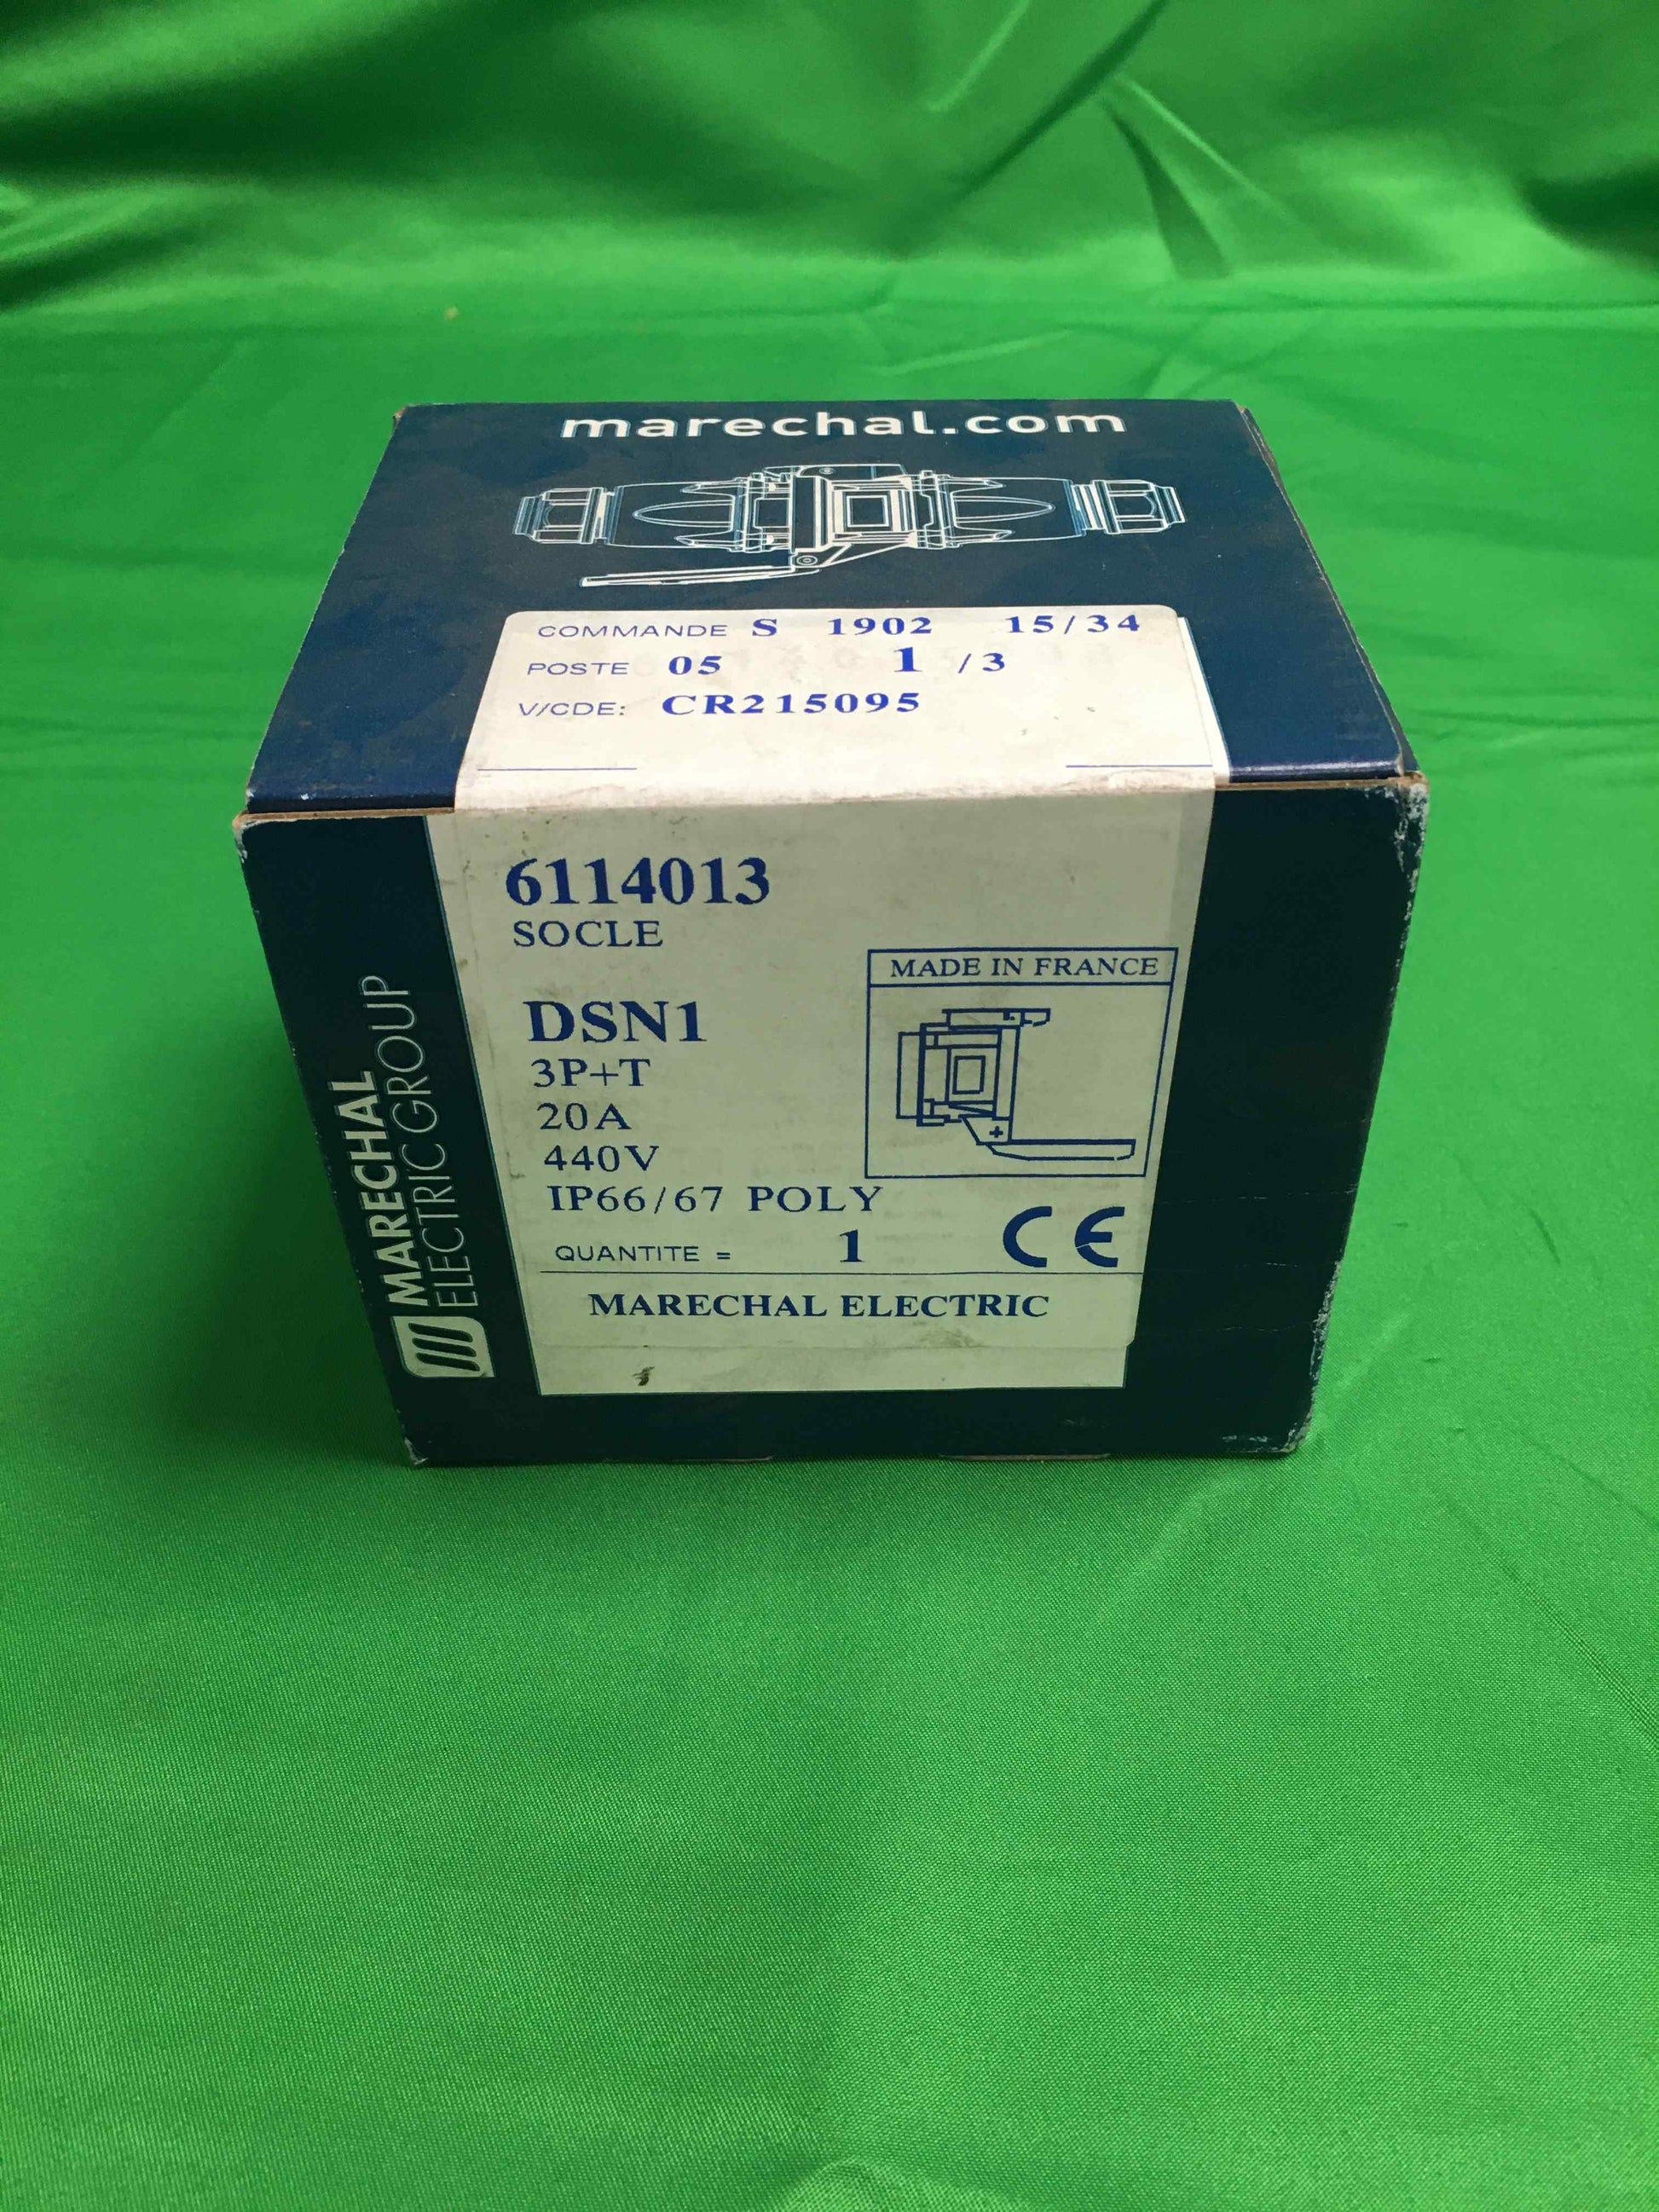 marechal.com
COMMANDE S 1902 15/34
POSTE 05 1 /3
V/CDE: CR215095
6114013
SOCLE
MADE IN FRANCE
DSN1
3P+T
20A
440V
IP66/67 POLY
QUANTITE = 1 CE
MARECHAL ELECTRIC
MARECHAL
ELECTRIC GROUP